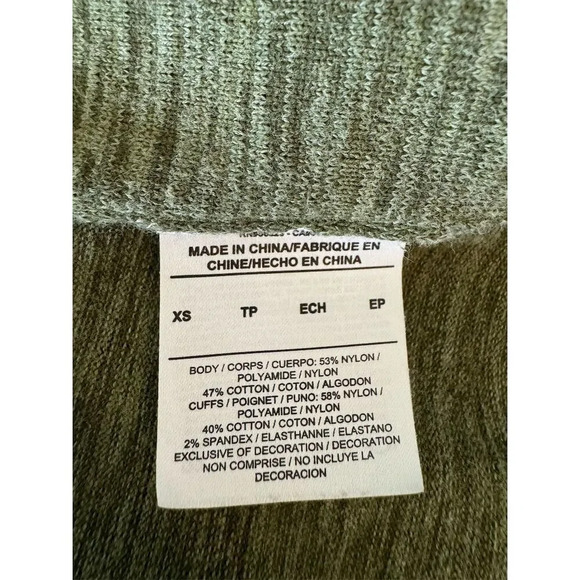 MADE IN CHINA/FABRIQUE EN
CHINE/HECHO EN CHINA
XS TP ECH EP
BODY / CORPS / CUERPO: 53% NYLON /
POLYAMIDE / NYLON
47% COTTON / COTON / ALGODON
CUFFS / POIGNET / PUNO: 58% NYLON /
POLYAMIDE / NYLON
40% COTTON / COTON / ALGODON
2% SPANDEX / ELASTHANNE / ELASTANO
EXCLUSIVE OF DECORATION / DECORATION
NON COMPRISE / NO INCLUYE LA
DECORACION